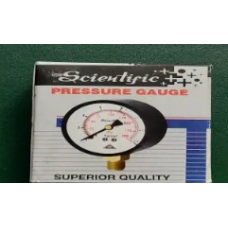 Scientific
PRESSURE GAUGE
SUPERIOR QUALITY